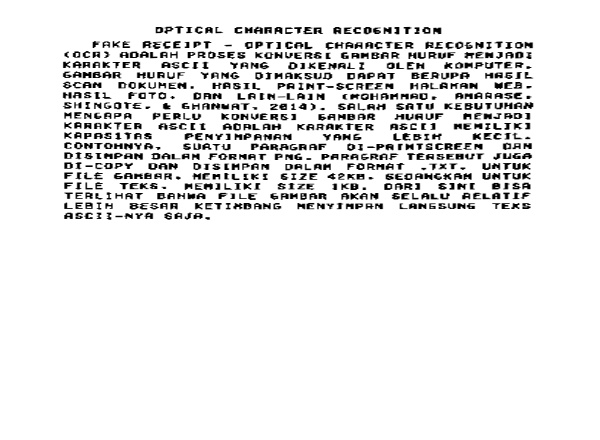 OPTICAL CHARACTER RECOGNITION
FAKE RECEIPT - OPTICAL CHARACTER RECOGNITION
(OCR) ADALAH PROSES KONVERSI GAMBAR HURUF MENJADI
KARAKTER ASCII YANG DIKENALI OLEH KOMPUTER.
GAMBAR HURUF YANG DIMAKSUD DAPAT BERUPA HASIL
SCAN DOKUMEN, HASIL PRINT-SCREEN HALAMAN WEB,
HASIL FOTO, DAN LAIN-LAIN (MOHAMMAD, ANARASE,
SHINGOTE, & GHANWAT, 2014). SALAH SATU KEBUTUHAN
MENGAPA PERLU KONVERSI GAMBAR HURUF MENJADI
KARAKTER ASCII ADALAH KARAKTER ASCII MEMILIKI
KAPASITAS PENYIMPANAN YANG LEBIH KECIL.
CONTOHNYA, SUATU PARAGRAF DI-PRINTSCREEN DAN
DISIMPAN DALAM FORMAT PNG. PARAGRAF TERSEBUT JUGA
DI-COPY DAN DISIMPAN DALAM FORMAT .TXT. UNTUK
FILE GAMBAR, MEMILIKI SIZE 42KB, SEDANGKAN UNTUK
FILE TEKS, MEMILIKI SIZE 1KB. DARI SINI BISA
TERLIHAT BAHWA FILE GAMBAR AKAN SELALU RELATIF
LEBIH BESAR KETIMBANG MENYIMPAN LANGSUNG TEKS
ASCII-NYA SAJA.